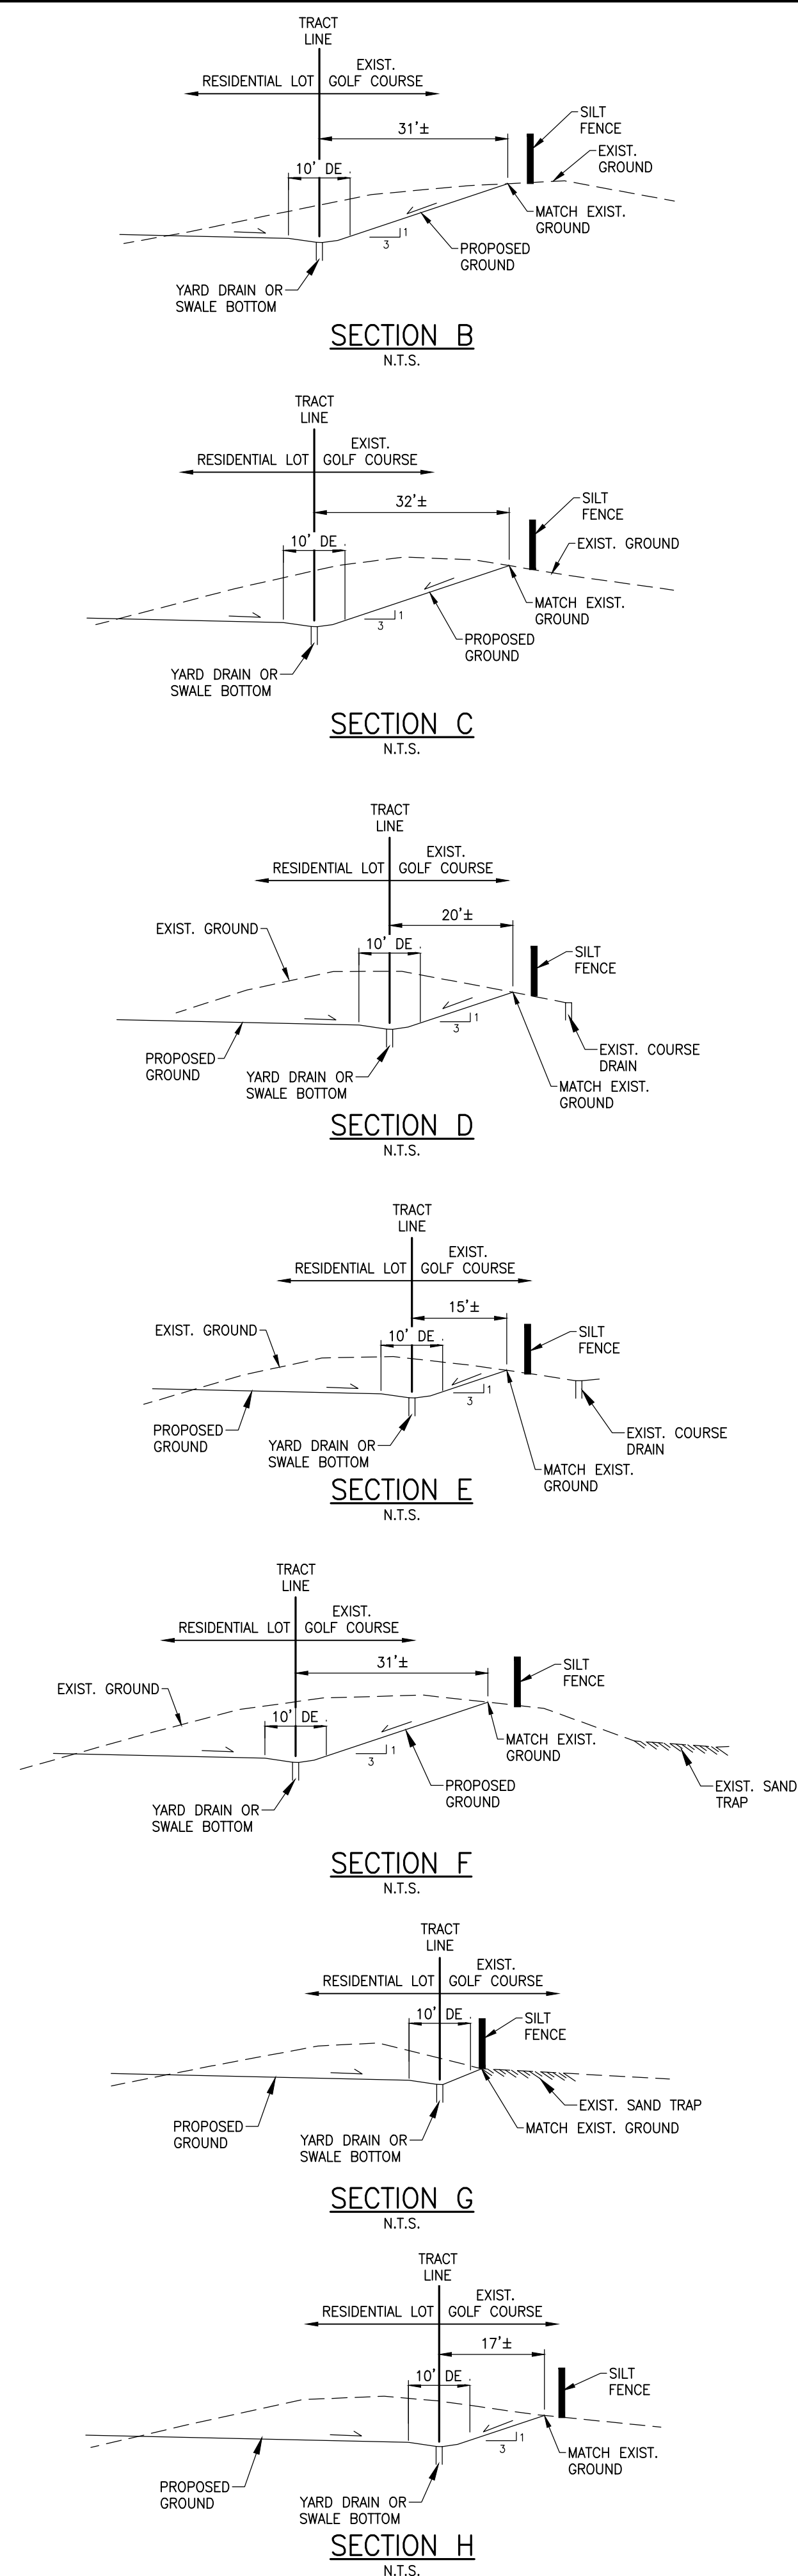 TRACT
LINE
EXIST.
RESIDENTIAL LOT GOLF COURSE
31'±
SILT
FENCE
EXIST.
GROUND
10' DE
MATCH EXIST.
GROUND
1
3
PROPOSED
GROUND
YARD DRAIN OR
SWALE BOTTOM
SECTION B
N.T.S.
TRACT
LINE
EXIST.
RESIDENTIAL LOT GOLF COURSE
32'±
SILT
FENCE
10' DE
EXIST. GROUND
MATCH EXIST.
GROUND
1
3
PROPOSED
GROUND
YARD DRAIN OR
SWALE BOTTOM
SECTION C
N.T.S.
TRACT
LINE
EXIST.
RESIDENTIAL LOT GOLF COURSE
20'±
EXIST. GROUND
10' DE
SILT
FENCE
1
3
PROPOSED
GROUND
EXIST. COURSE
DRAIN
YARD DRAIN OR
SWALE BOTTOM
MATCH EXIST.
GROUND
SECTION D
N.T.S.
TRACT
LINE
EXIST.
RESIDENTIAL LOT GOLF COURSE
15'±
EXIST. GROUND
10' DE
SILT
FENCE
1
3
PROPOSED
GROUND
EXIST. COURSE
DRAIN
YARD DRAIN OR
SWALE BOTTOM
MATCH EXIST.
GROUND
SECTION E
N.T.S.
TRACT
LINE
EXIST.
RESIDENTIAL LOT GOLF COURSE
31'±
SILT
FENCE
EXIST. GROUND
10' DE
MATCH EXIST.
GROUND
1
3
PROPOSED
GROUND
EXIST. SAND
TRAP
YARD DRAIN OR
SWALE BOTTOM
SECTION F
N.T.S.
TRACT
LINE
EXIST.
RESIDENTIAL LOT GOLF COURSE
10' DE
SILT
FENCE
EXIST. SAND TRAP
PROPOSED
GROUND
MATCH EXIST. GROUND
YARD DRAIN OR
SWALE BOTTOM
SECTION G
N.T.S.
TRACT
LINE
EXIST.
RESIDENTIAL LOT GOLF COURSE
17'±
10' DE
SILT
FENCE
1
3
MATCH EXIST.
GROUND
PROPOSED
GROUND
YARD DRAIN OR
SWALE BOTTOM
SECTION H
N.T.S.